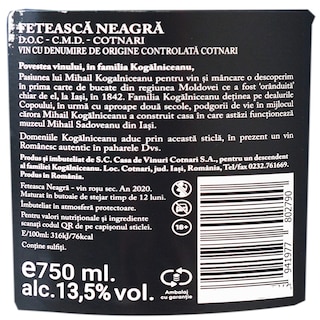 FETEASCĂ NEAGRĂ
D.O.C - C.M.D. - COTNARI
VIN CU DENUMIRE DE ORIGINE CONTROLATĂ COTNARI
Povestea vinului, în familia Kogălniceanu,
Pasiunea lui Mihail Kogălniceanu pentru vin și mâncare o descoperim
în prima carte de bucate din regiunea Moldovei ce a fost 'orânduită'
chiar de el, la Iași, în 1842. Familia Kogălniceanu deținea pe dealurile
Copoului, în urmă cu aproape două secole, podgorii de vie în mijlocul
cărora Mihail Kogălniceanu a construit casa în care astăzi funcționează
muzeul Mihail Sadoveanu din Iași.
Domeniile Kogălniceanu aduc prin această sticlă, în prezent un vin
Românesc autentic în paharele Dvs.
Produs și imbuteliat de S.C. Casa de Vinuri Cotnari S.A., pentru un descendent
al familiei Kogălniceanu. Loc. Cotnari, jud. Iași, România, Tel/fax 0232.761669.
Produs în România.
Feteasca Neagră - vin roșu sec. An 2020.
Maturat în butoaie de stejar timp de 12 luni.
Îmbuteliat în atmosferă protectoare.
Pentru valori nutriționale și ingrediente
scanați codul QR de pe capișonul sticlei.
E/100ml: 316kJ/76kcal
Conține sulfiți.
18+
e750 ml.
alc.13,5% vol.
Ambalaj
cu garanție
5 941977 802790